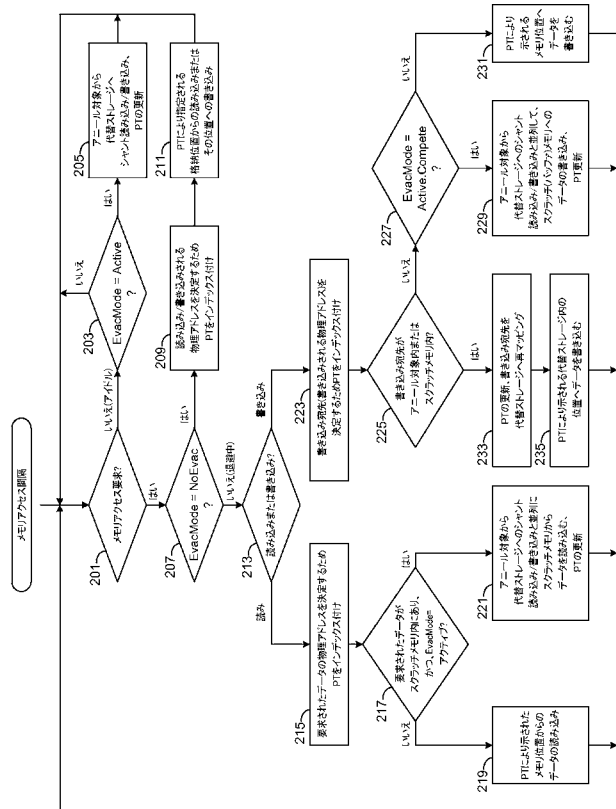 メモリアクセス間隔
201
メモリアクセス要求?
いいえ(アイドル)
203
EvacMode = Active
?
いいえ
はい
205
アニール対象から
代替ストレージへ
シャント読み込み/書き込み、
PTの更新
はい
207
EvacMode = NoEvac
?
はい
209
読み込み/書き込みされる
物理アドレスを決定するため
PTをインデックス付け
211
PTにより指定される
格納位置からの読み込みまたは
その位置への書き込み
いいえ(退避中)
213
読み込みまたは書き込み?
読み
書き込み
215
要求されたデータの物理アドレスを決定するため
PTをインデックス付け
217
要求されたデータが
スクラッチメモリ内にあり、
かつ、EvacMode=
アクティブ?
いいえ
はい
219
PTにより示された
メモリ位置からの
データの読み込み
221
アニール対象から
代替ストレージへのシャント
読み込み/書き込みと並列に
スクラッチメモリから
データを読み込む、
PTの更新
223
書き込み宛先(書き込みされる物理アドレス)を
決定するためPTをインデックス付け
225
書き込み宛先が
アニール対象内または
スクラッチメモリ内?
いいえ
はい
227
EvacMode =
Active.Compete
?
いいえ
はい
229
アニール対象から
代替ストレージへのシャント
読み込み/書き込みと並列して、
スクラッチ(バッファ)メモリへの
データの書き込み、
PT更新
231
PTにより
示される
メモリ位置へ
データを
書き込む
233
PTの更新、書き込み宛先を
代替ストレージへ再マッピング
235
PTにより示される代替ストレージ内の
位置へデータを書き込む